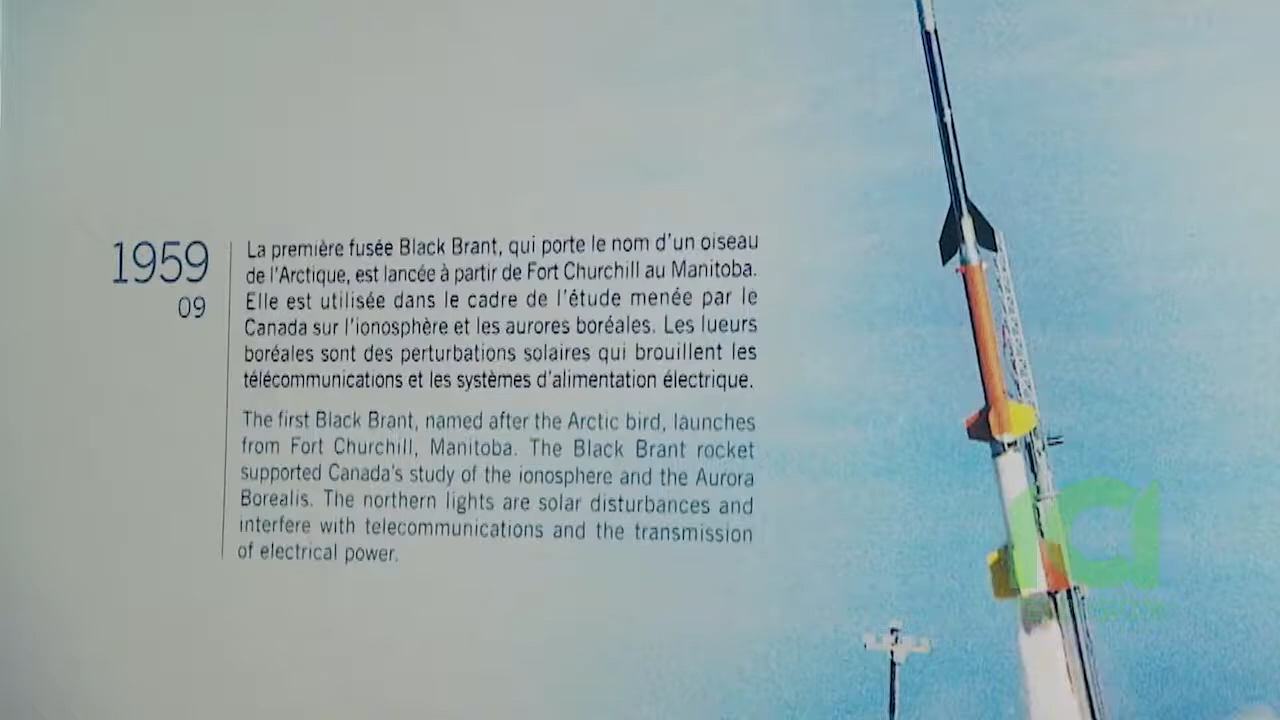 1959
09
La première fusée Black Brant, qui porte le nom d'un oiseau
de l'Arctique, est lancée à partir de Fort Churchill au Manitoba.
Elle est utilisée dans le cadre de l'étude menée par le
Canada sur l'ionosphère et les aurores boréales. Les lueurs
boréales sont des perturbations solaires qui brouillent les
télécommunications et les systèmes d'alimentation électrique.
The first Black Brant, named after the Arctic bird, launches
from Fort Churchill, Manitoba. The Black Brant rocket
supported Canada's study of the ionosphere and the Aurora
Borealis. The northern lights are solar disturbances and
interfere with telecommunications and the transmission
of electrical power.